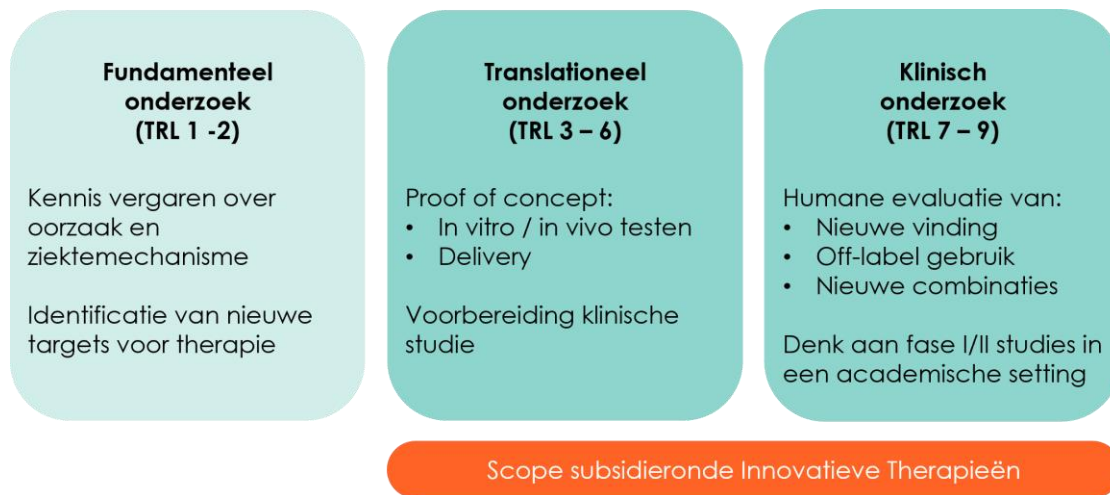 Fundamenteel
onderzoek
(TRL 1 -2)
Kennis vergaren over
oorzaak en
ziektemechanisme
Identificatie van nieuwe
targets voor therapie
Translationeel
onderzoek
(TRL 3 – 6)
Proof of concept:
• In vitro / in vivo testen
• Delivery
Voorbereiding klinische
studie
Klinisch
onderzoek
(TRL 7 – 9)
Humane evaluatie van:
• Nieuwe vinding
• Off-label gebruik
• Nieuwe combinaties
Denk aan fase I/II studies in
een academische setting
Scope subsidieronde Innovatieve Therapieën